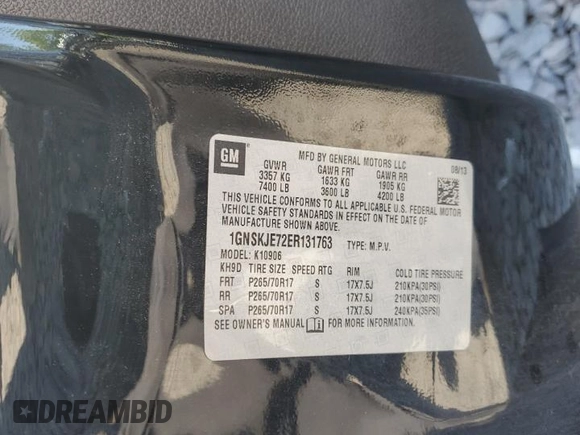 GM
MFD BY GENERAL MOTORS LLC
08/13
GVWR GAWR FRT GAWR RR
3357 KG 1633 KG 1905 KG
7400 LB 3600 LB 4200 LB
THIS VEHICLE CONFORMS TO ALL APPLICABLE U.S. FEDERAL MOTOR
VEHICLE SAFETY STANDARDS IN EFFECT ON THE DATE OF
MANUFACTURE SHOWN ABOVE.
1GNSKJE72ER131763 TYPE: M.P.V.
MODEL: K10906
KH9D TIRE SIZE SPEED RTG RIM COLD TIRE PRESSURE
FRT P265/70R17 S 17X7.5J 210KPA(30PSI)
RR P265/70R17 S 17X7.5J 210KPA(30PSI)
SPA P265/70R17 S 17X7.5J 240KPA(35PSI)
SEE OWNER'S MANUAL FOR MORE INFORMATION.
DREAMBID